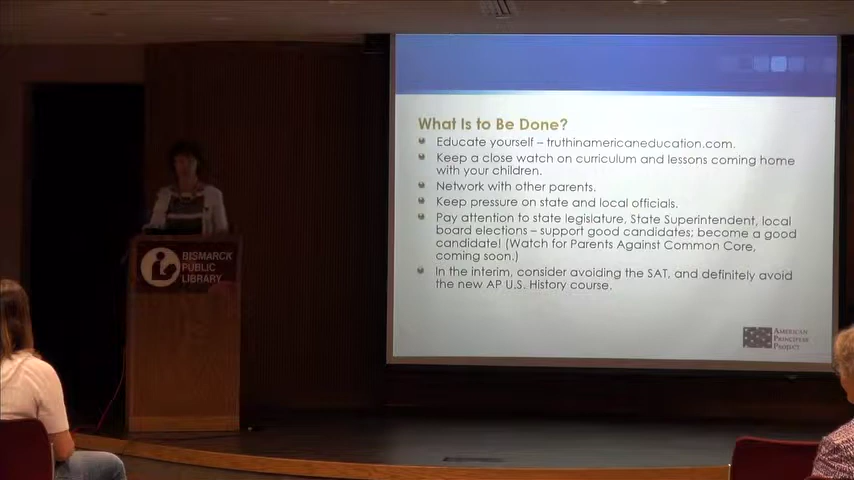 What Is to Be Done?
Educate yourself – truthinamericaneducation.com.
Keep a close watch on curriculum and lessons coming home
with your children.
Network with other parents.
Keep pressure on state and local officials.
Pay attention to state legislature, State Superintendent, local
board elections – support good candidates; become a good
candidate! (Watch for Parents Against Common Core,
coming soon.)
In the interim, consider avoiding the SAT, and definitely avoid
the new AP U.S. History course.
AMERICAN
PRINCIPLES
PROJECT
BISMARCK
PUBLIC
LIBRARY